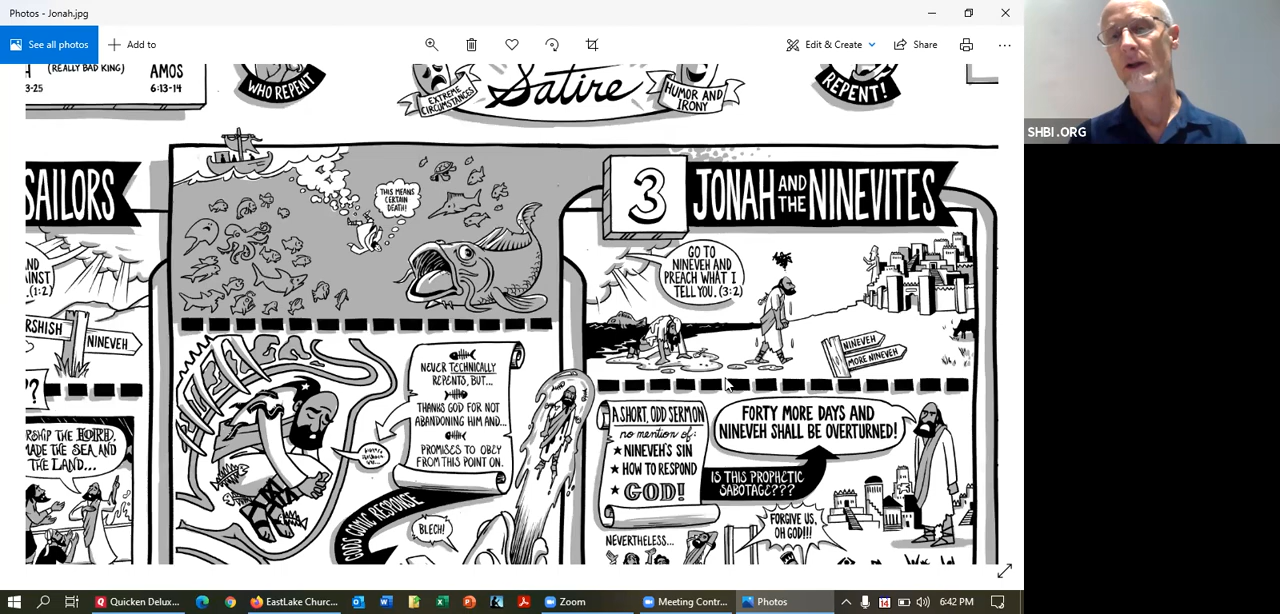 Photos - Jonah.jpg
See all photos
Add to
Edit & Create
Share
(REALLY BAD KING)
3-25
AMOS
6:13-14
WHO REPENT
EXTREME
CIRCUMSTANCES
Satire
HUMOR AND
IRONY
REPENT!
SHBI.ORG
SAILORS
(1:2)
RSHISH
NINEVEH
??
RSHIP THE LORD,
MADE THE SEA AND
THE LAND...
THIS MEANS
CERTAIN
DEATH!
NEVER TECHNICALLY
REPENTS, BUT...
THANKS GOD FOR NOT
ABANDONING HIM AND...
PROMISES TO OBEY
FROM THIS POINT ON.
GOD'S COMIC RESPONSE
BLECH!
3
JONAH AND THE NINEVITES
GO TO
NINEVEH AND
PREACH WHAT I
TELL YOU. (3:2)
NINEVEH
MORE NINEVEH
A SHORT, ODD SERMON
no mention of:
★ NINEVEH'S SIN
★ HOW TO RESPOND
★ GOD!
FORTY MORE DAYS AND
NINEVEH SHALL BE OVERTURNED!
IS THIS PROPHETIC
SABOTAGE???
NEVERTHELESS...
FORGIVE US,
OH GOD!!!
Quicken Delux...
EastLake Churc...
Zoom
Meeting Contr...
Photos
14
6:42 PM